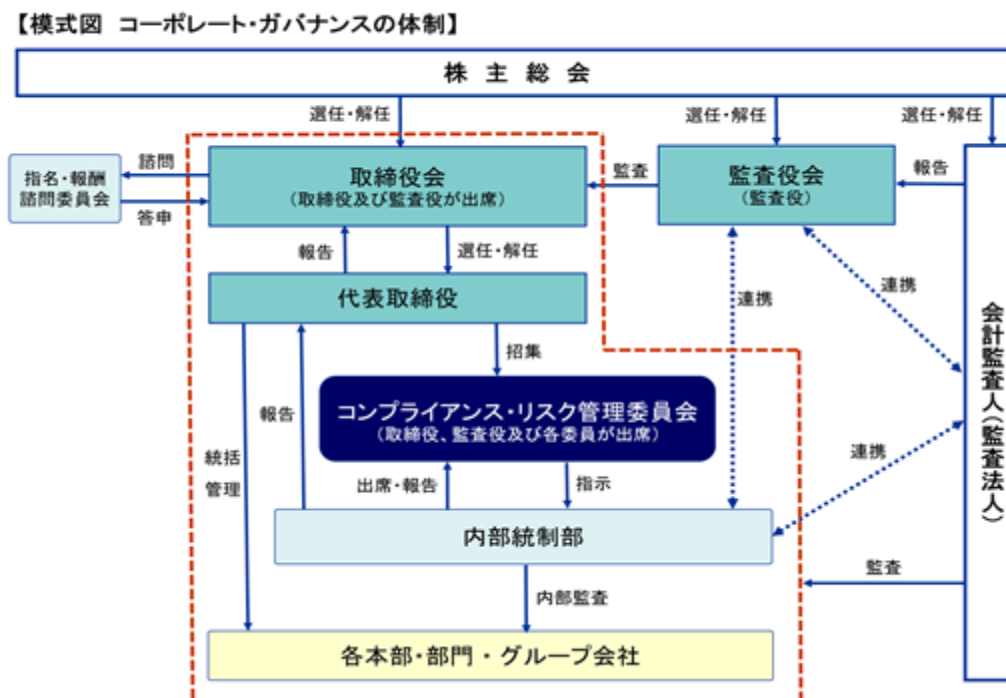 【模式図 コーポレート・ガバナンスの体制】
株 主 総 会
選任・解任
選任・解任
選任・解任
指名・報酬
諮問委員会
諮問
答申
取締役会
（取締役及び監査役が出席）
監査
監査役会
（監査役）
報告
報告
選任・解任
代表取締役
連携
連携
招集
コンプライアンス・リスク管理委員会
（取締役、監査役及び各委員が出席）
報告
統括
管理
出席・報告
指示
連携
会計監査人（監査法人）
内部統制部
監査
内部監査
各本部・部門 ・ グループ会社